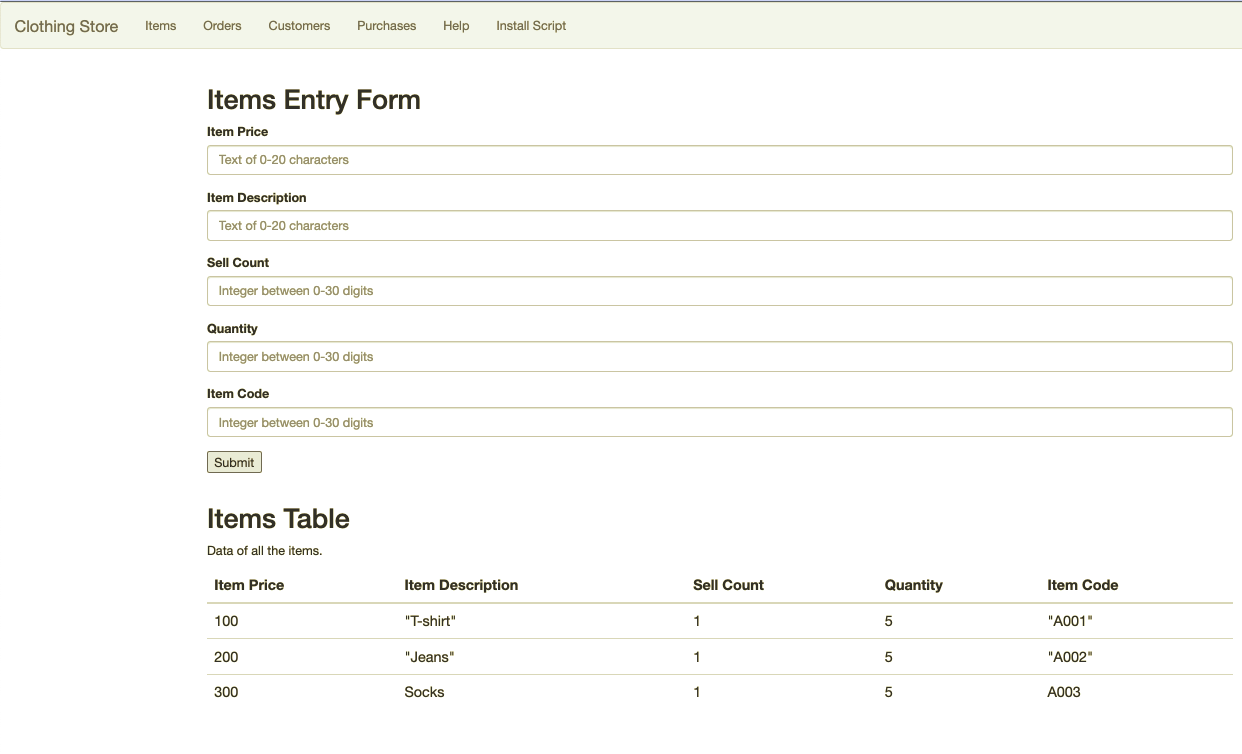 Clothing Store Items Orders Customers Purchases Help Install Script
Items Entry Form
Item Price
Text of 0-20 characters
Item Description
Text of 0-20 characters
Sell Count
Integer between 0-30 digits
Quantity
Integer between 0-30 digits
Item Code
Integer between 0-30 digits
Submit
Items Table
Data of all the items.
Item Price Item Description Sell Count Quantity Item Code
100 "T-shirt" 1 5 "A001"
200 "Jeans" 1 5 "A002"
300 Socks 1 5 A003